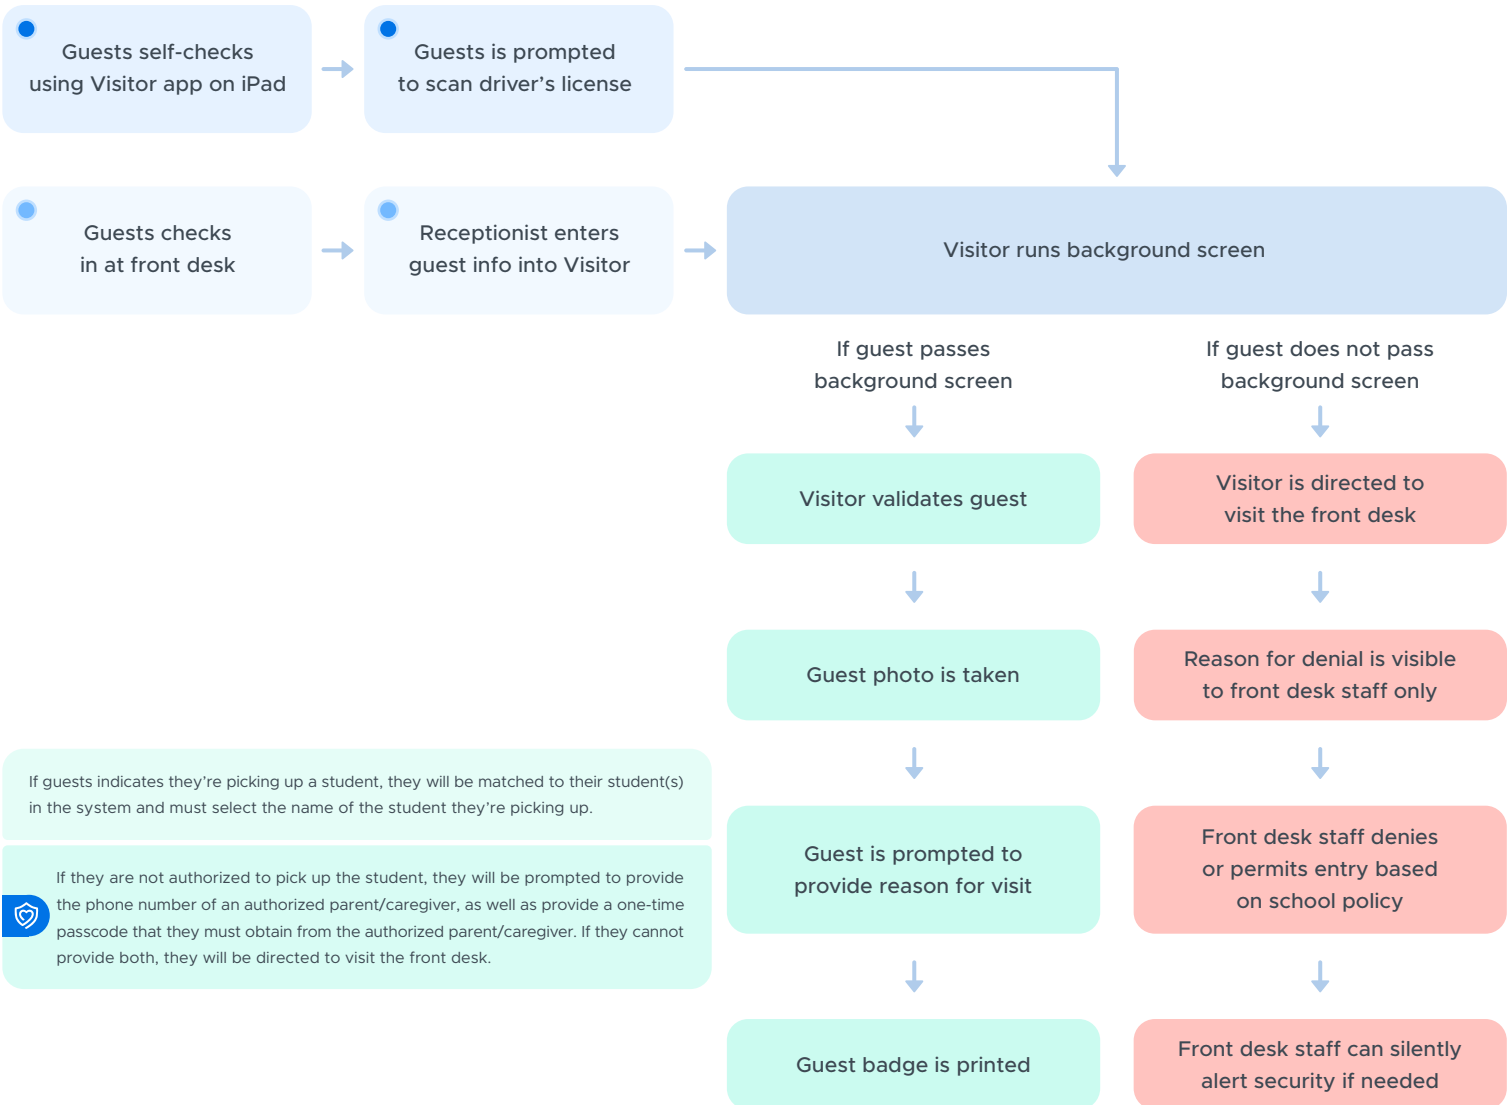 Guests self-checks
using Visitor app on iPad
Guests is prompted
to scan driver's license
Guests checks
in at front desk
Receptionist enters
guest info into Visitor
Visitor runs background screen
If guest passes
background screen
If guest does not pass
background screen
Visitor validates guest
Visitor is directed to
visit the front desk
Guest photo is taken
Reason for denial is visible
to front desk staff only
If guests indicates they're picking up a student, they will be matched to their student(s)
in the system and must select the name of the student they're picking up.
If they are not authorized to pick up the student, they will be prompted to provide
the phone number of an authorized parent/caregiver, as well as provide a one-time
passcode that they must obtain from the authorized parent/caregiver. If they cannot
provide both, they will be directed to visit the front desk.
Guest is prompted to
provide reason for visit
Front desk staff denies
or permits entry based
on school policy
Guest badge is printed
Front desk staff can silently
alert security if needed